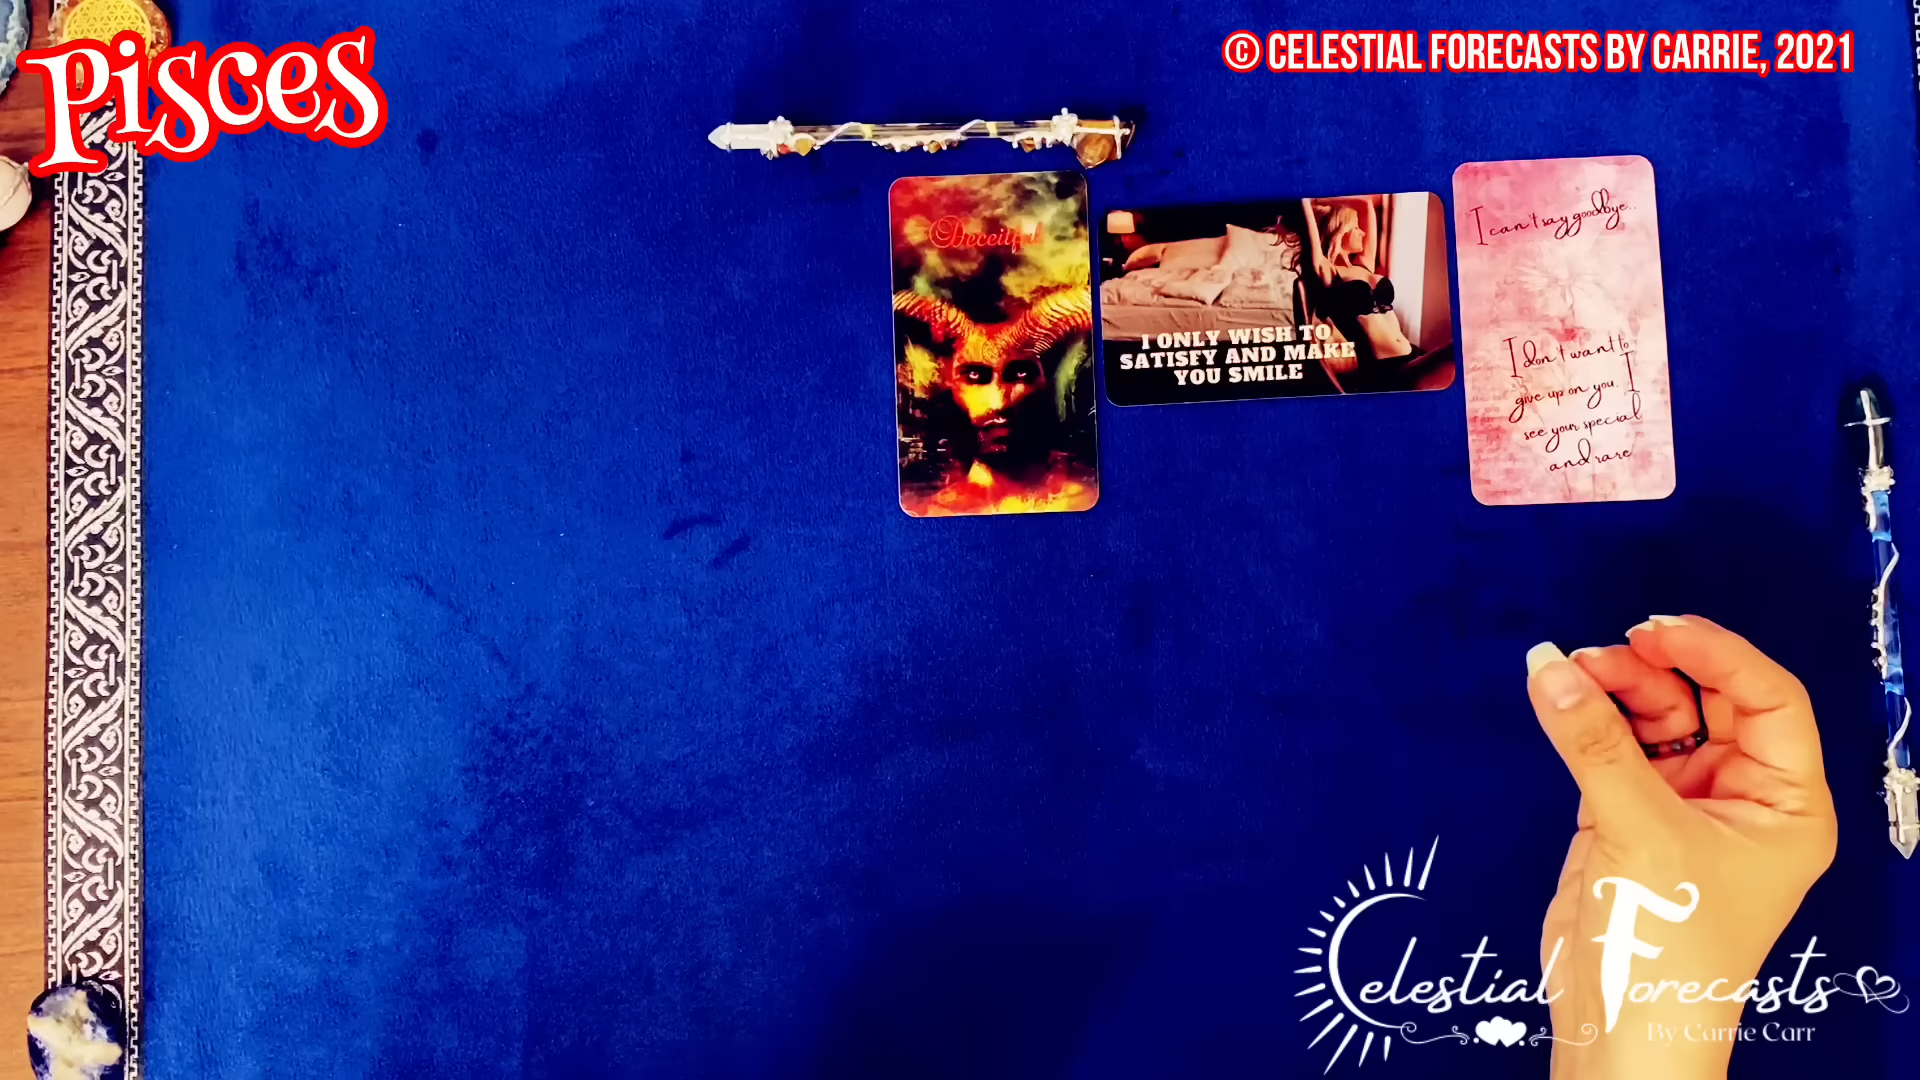 Pisces
© CELESTIAL FORECASTS BY CARRIE, 2021
Deceitful
I ONLY WISH TO
SATISFY AND MAKE
YOU SMILE
I can't say goodbye..
I don't want to
give up on you. I
see your special
and rare
Celestial Forecasts
By Carrie Carr